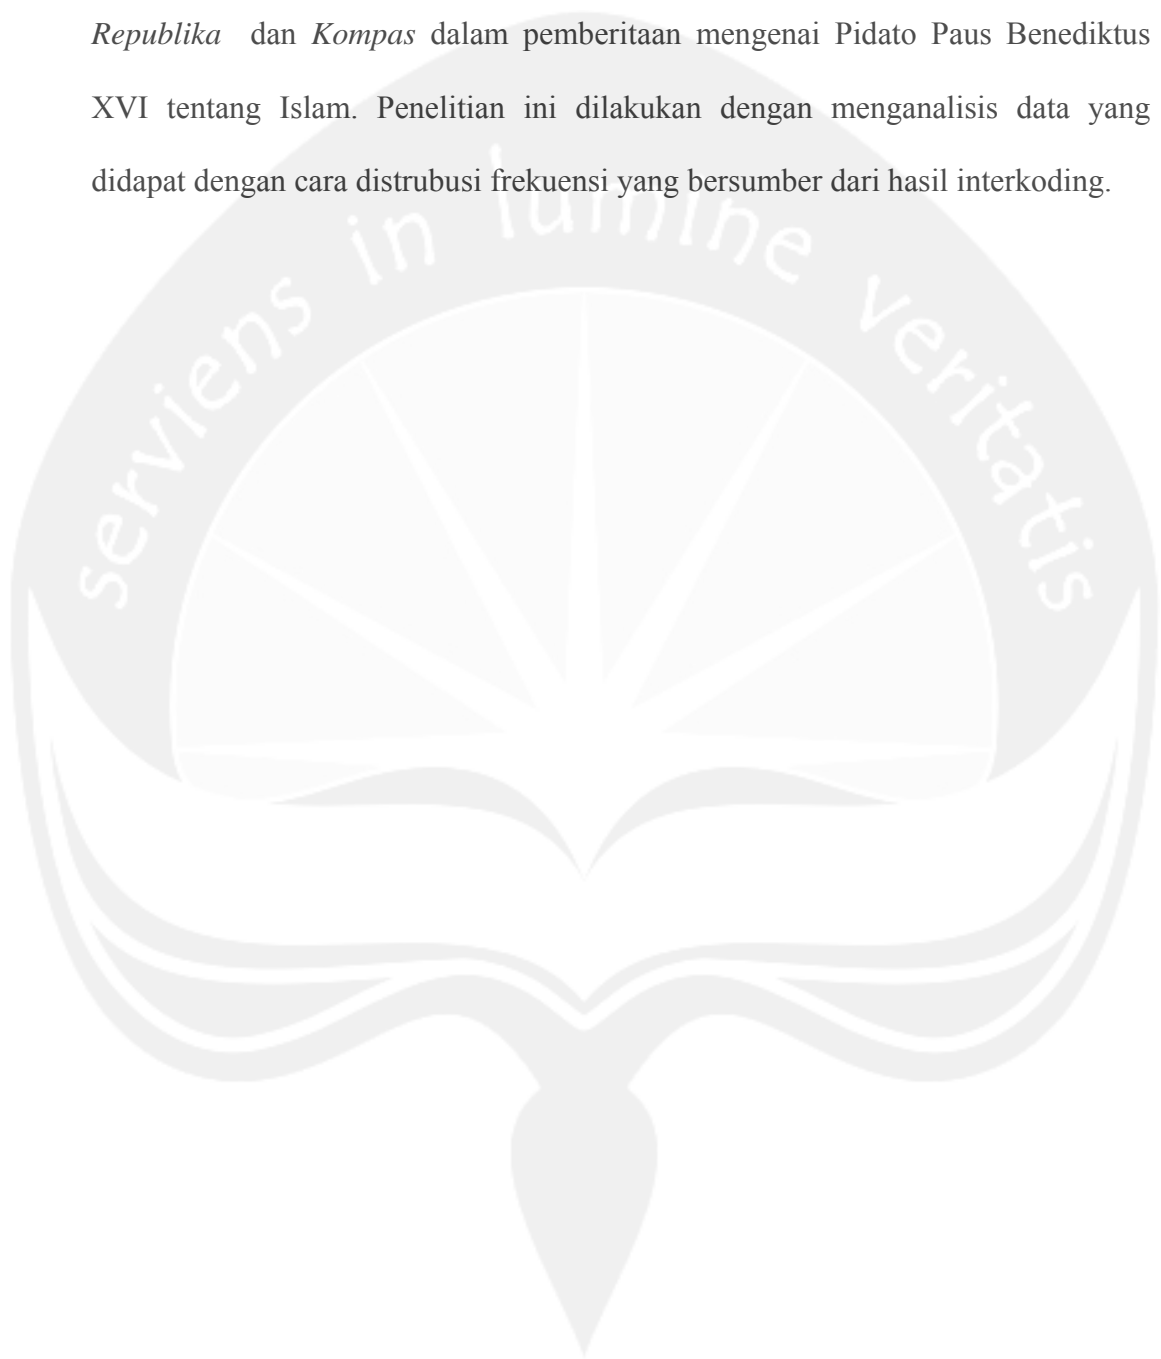 Republika dan Kompas dalam pemberitaan mengenai Pidato Paus Benediktus
XVI tentang Islam. Penelitian ini dilakukan dengan menganalisis data yang
didapat dengan cara distrubusi frekuensi yang bersumber dari hasil interkoding.
serviens in lumine veritatis